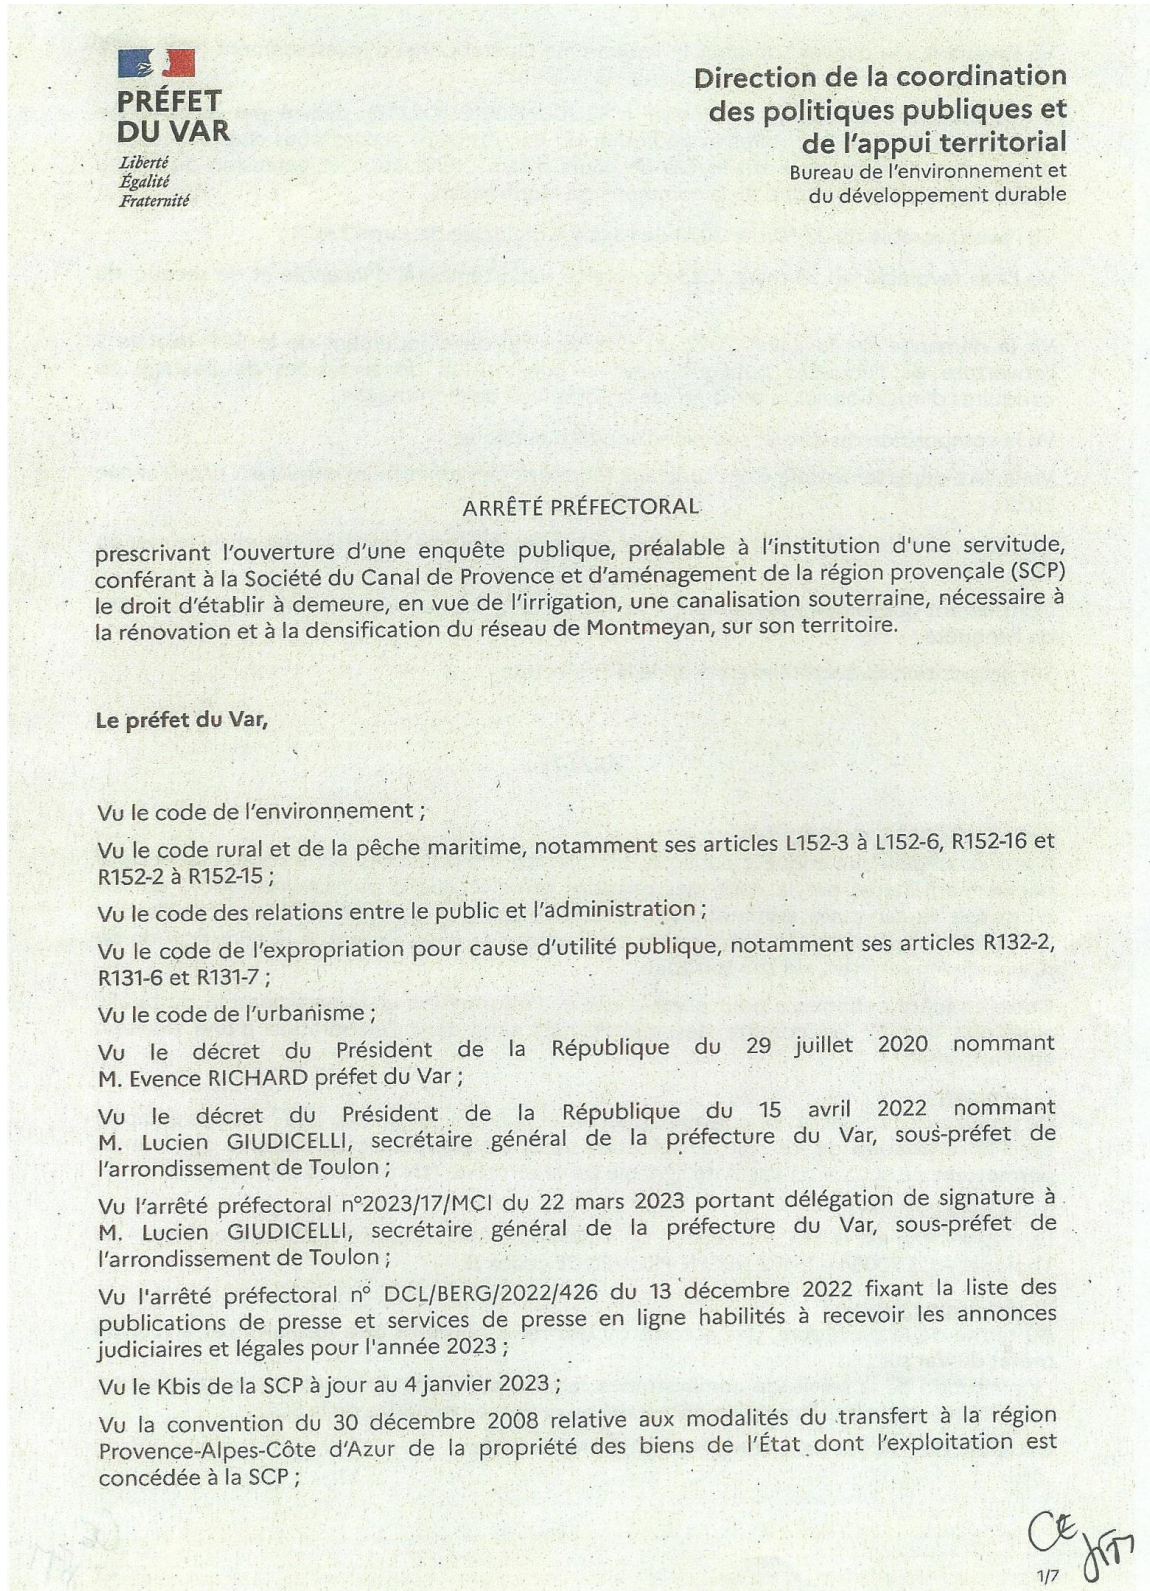 PRÉFET
DU VAR
Liberté
Égalité
Fraternité
Direction de la coordination
des politiques publiques et
de l'appui territorial
Bureau de l'environnement et
du développement durable
ARRÊTÉ PRÉFECTORAL
prescrivant l'ouverture d'une enquête publique, préalable à l'institution d'une servitude,
conférant à la Société du Canal de Provence et d'aménagement de la région provençale (SCP)
le droit d'établir à demeure, en vue de l'irrigation, une canalisation souterraine, nécessaire à
la rénovation et à la densification du réseau de Montmeyan, sur son territoire.
Le préfet du Var,
Vu le code de l'environnement ;
Vu le code rural et de la pêche maritime, notamment ses articles L152-3 à L152-6, R152-16 et
R152-2 à R152-15 ;
Vu le code des relations entre le public et l'administration ;
Vu le code de l'expropriation pour cause d'utilité publique, notamment ses articles R132-2,
R131-6 et R131-7 ;
Vu le code de l'urbanisme ;
Vu le décret du Président de la République du 29 juillet 2020 nommant
M. Evence RICHARD préfet du Var ;
Vu le décret du Président de la République du 15 avril 2022 nommant
M. Lucien GIUDICELLI, secrétaire général de la préfecture du Var, sous-préfet de
l'arrondissement de Toulon ;
Vu l'arrêté préfectoral n°2023/17/MCI du 22 mars 2023 portant délégation de signature à
M. Lucien GIUDICELLI, secrétaire général de la préfecture du Var, sous-préfet de
l'arrondissement de Toulon ;
Vu l'arrêté préfectoral n° DCL/BERG/2022/426 du 13 décembre 2022 fixant la liste des
publications de presse et services de presse en ligne habilités à recevoir les annonces
judiciaires et légales pour l'année 2023 ;
Vu le Kbis de la SCP à jour au 4 janvier 2023 ;
Vu la convention du 30 décembre 2008 relative aux modalités du transfert à la région
Provence-Alpes-Côte d'Azur de la propriété des biens de l'État dont l'exploitation est
concédée à la SCP ;
CE
1/7